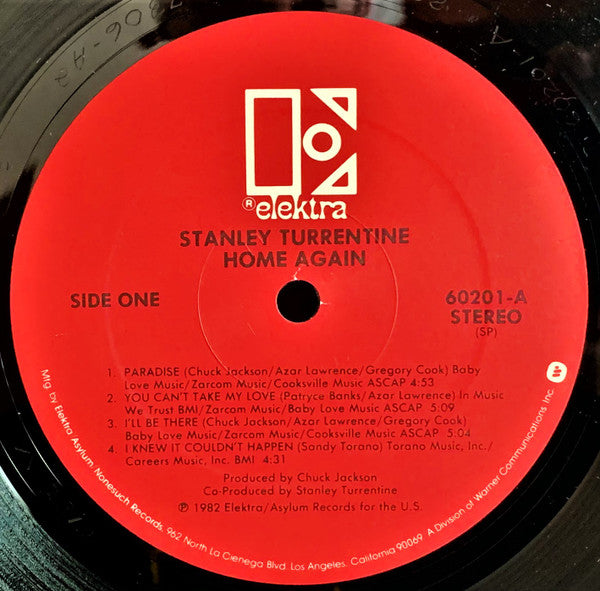 ® elektra
STANLEY TURRENTINE
HOME AGAIN
SIDE ONE
60201-A
STEREO
(SP)
1. PARADISE (Chuck Jackson/Azar Lawrence/Gregory Cook) Baby
Love Music/Zarcom Music/Cooksville Music ASCAP 4:53
2. YOU CAN'T TAKE MY LOVE (Patryce Banks/Azar Lawrence) In Music
We Trust BMI/Zarcom Music/Baby Love Music ASCAP 5:09
3. I'LL BE THERE (Chuck Jackson/Azar Lawrence/Gregory Cook)
Baby Love Music/Zarcom Music/Cooksville Music ASCAP 5:04
4. I KNEW IT COULDN'T HAPPEN (Sandy Torano) Torano Music, Inc./
Careers Music, Inc. BMI 4:31
Produced by Chuck Jackson
Co-Produced by Stanley Turrentine
℗ 1982 Elektra/Asylum Records for the U.S.
Mfg. by Elektra/Asylum/Nonesuch Records, 962 North La Cienega Blvd. Los Angeles, California 90069 A Division of Warner Communications Inc.